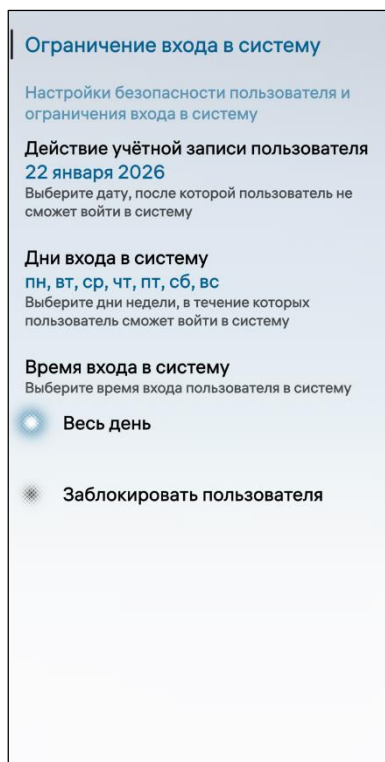 Ограничение входа в систему
Настройки безопасности пользователя и
ограничения входа в систему
Действие учётной записи пользователя
22 января 2026
Выберите дату, после которой пользователь не
сможет войти в систему
Дни входа в систему
пн, вт, ср, чт, пт, сб, вс
Выберите дни недели, в течение которых
пользователь сможет войти в систему
Время входа в систему
Выберите время входа пользователя в систему
Весь день
Заблокировать пользователя